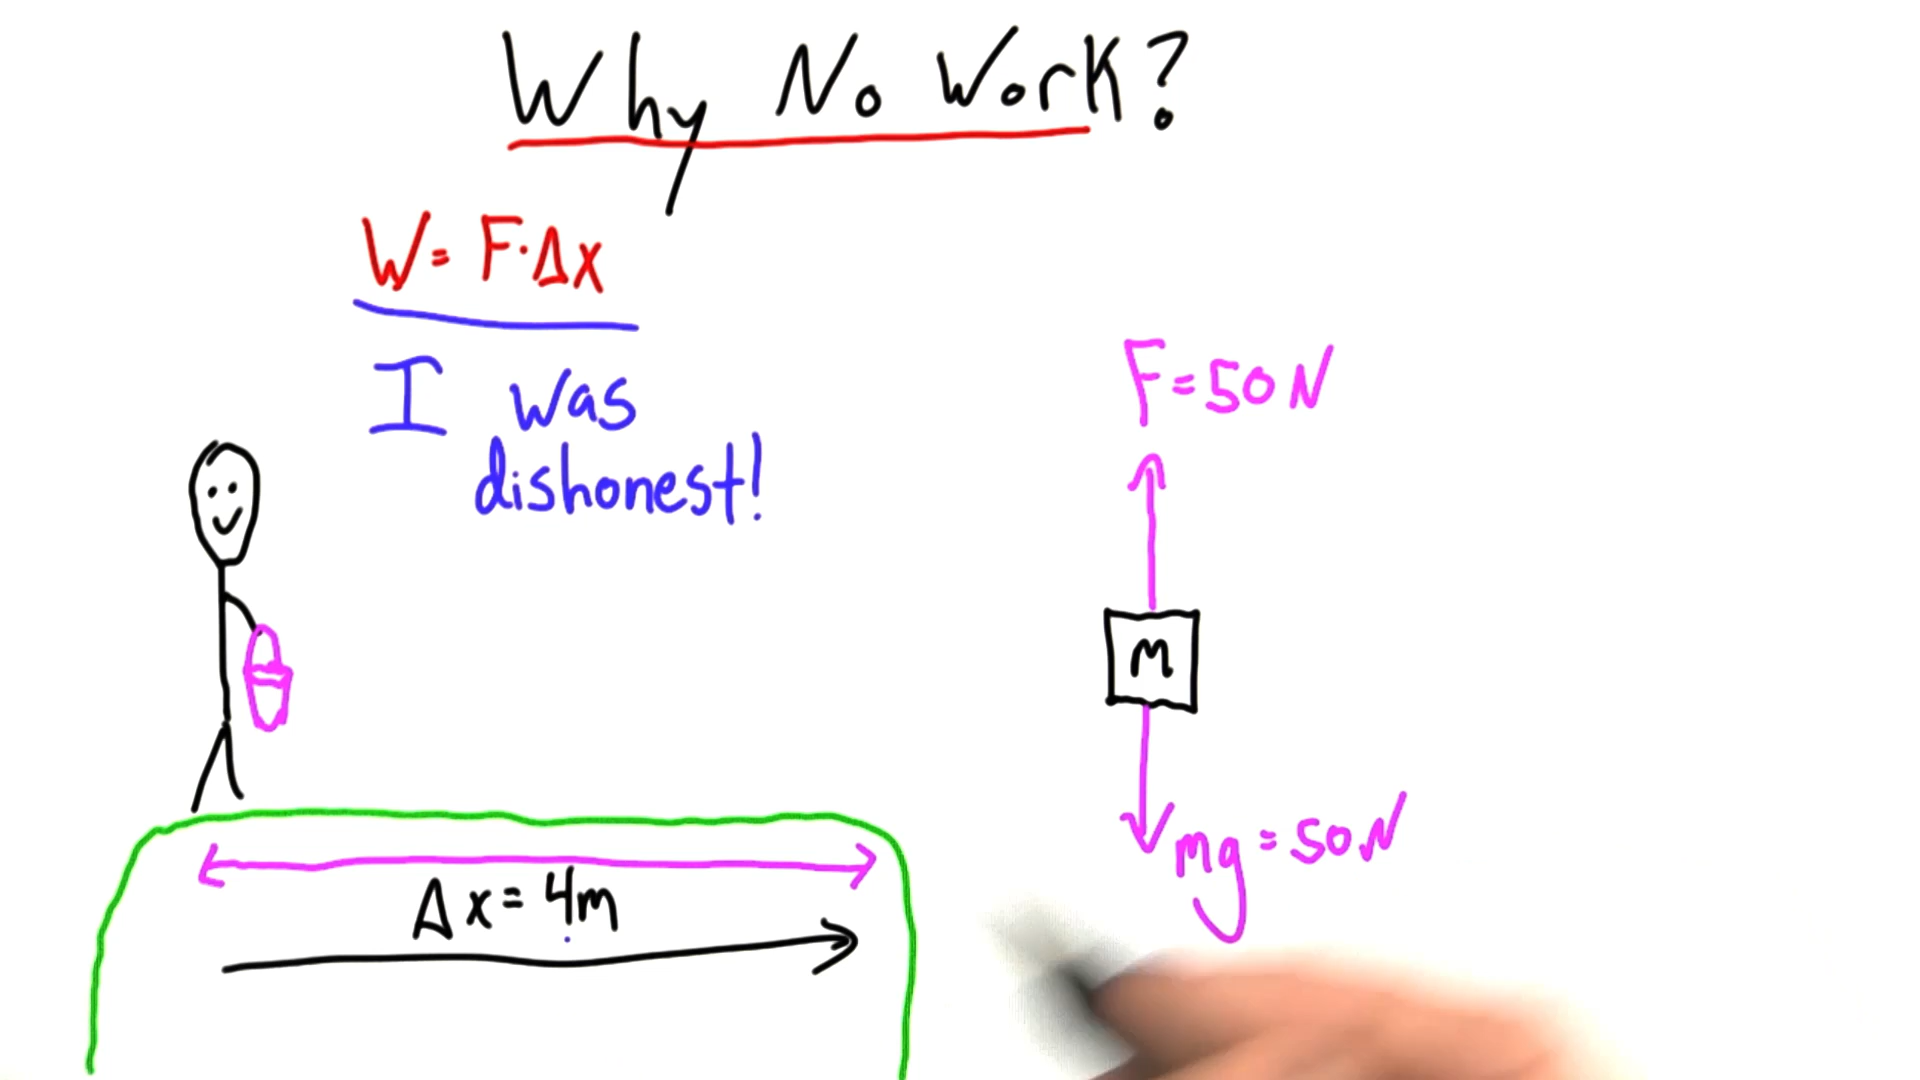 Why No Work?
W= F·Δx
I was
dishonest!
F=50N
M
mg=50N
Δx=4m